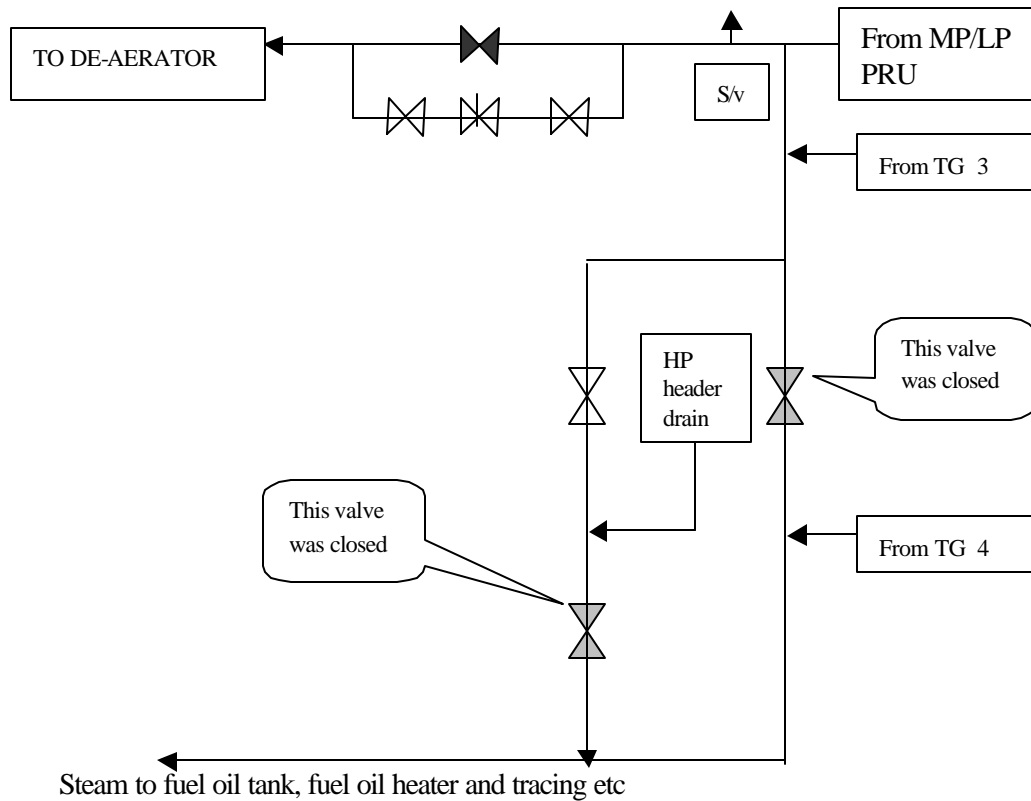 TO DE-AERATOR
From MP/LP
PRU
S/v
From TG 3
HP
header
drain
This valve
was closed
This valve
was closed
From TG 4
Steam to fuel oil tank, fuel oil heater and tracing etc